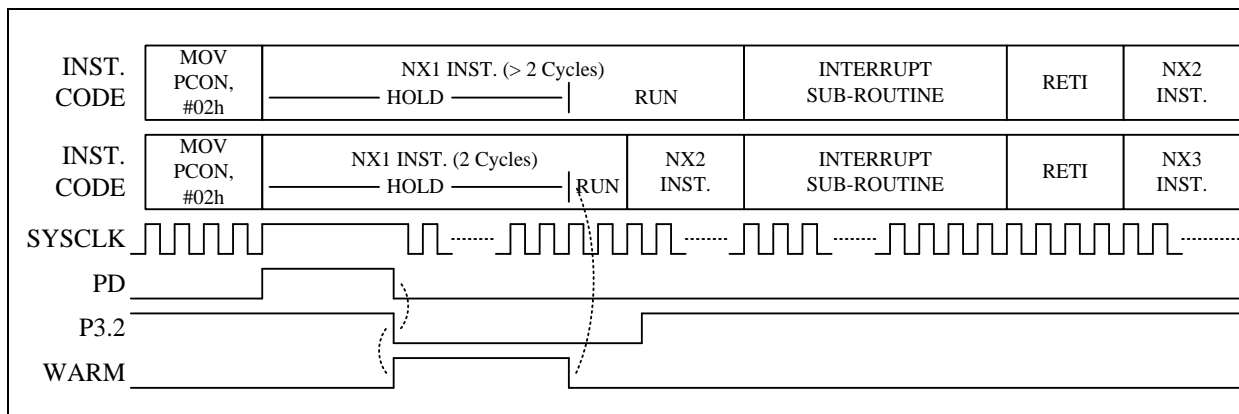 INST. CODE
MOV PCON, #02h
NX1 INST. (> 2 Cycles)
HOLD
RUN
INTERRUPT SUB-ROUTINE
RETI
NX2 INST.
INST. CODE
MOV PCON, #02h
NX1 INST. (2 Cycles)
HOLD
RUN
NX2 INST.
INTERRUPT SUB-ROUTINE
RETI
NX3 INST.
SYSCLK
PD
P3.2
WARM